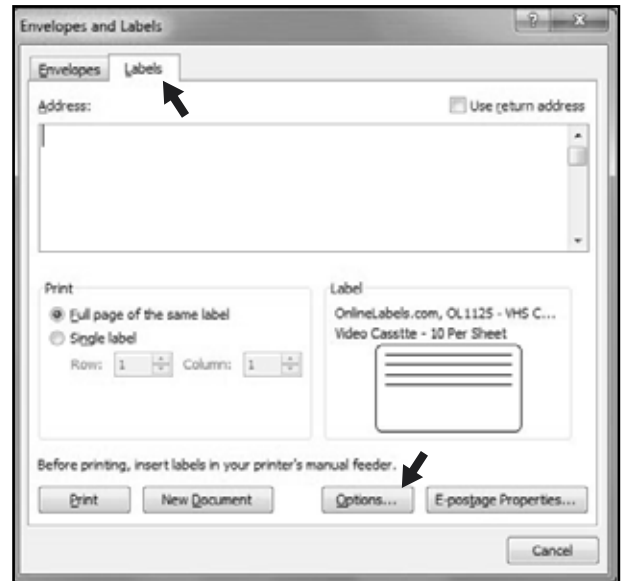 Envelopes and Labels
Envelopes Labels
Address: Use return address
Print
Full page of the same label
Single label
Row: 1 Column: 1
Label
OnlineLabels.com, OL1125 - VHS C...
Video Casstte - 10 Per Sheet
Before printing, insert labels in your printer's manual feeder.
Print New Document Options... E-postage Properties...
Cancel